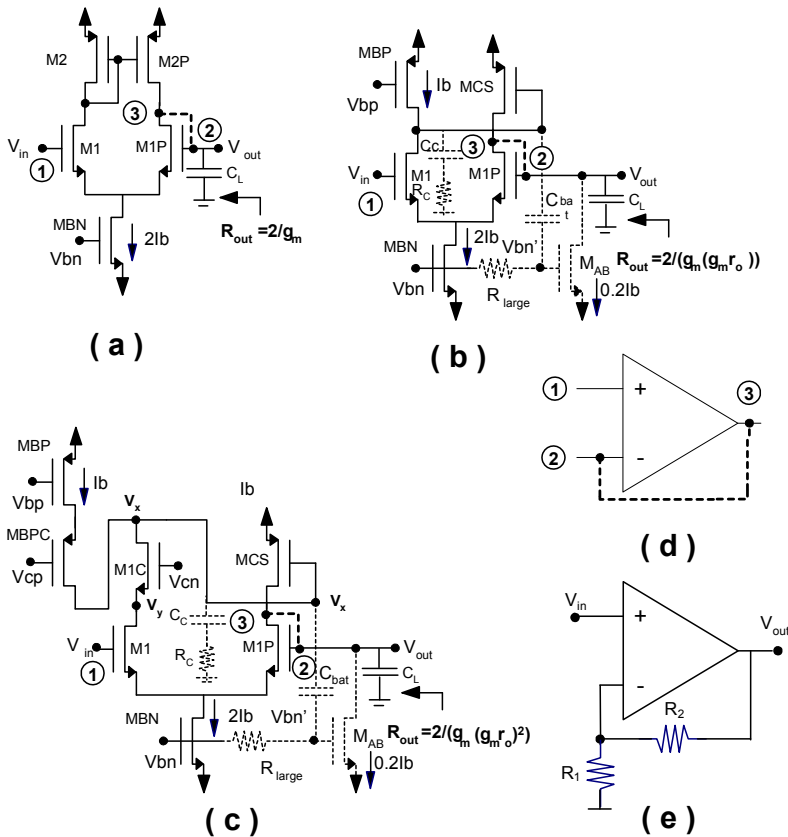 M2
M2P
③
②
V_in
①
M1
M1P
V_out
C_L
MBN
Vbn
2Ib
R_out =2/g_m
( a )
MBP
Vbp
Ib
MCS
Cc
③
②
V_in
①
M1
R_C
M1P
V_out
C_bat
C_L
MBN
Vbn
2Ib
Vbn'
R_large
M_AB
0.2Ib
R_out =2/(g_m(g_m r_o ))
( b )
MBP
Vbp
Ib
MBPC
Vcp
V_x
M1C
Vcn
V_y
Ib
MCS
V_x
C_C
③
V_in
①
M1
R_C
M1P
②
V_out
C_bat
C_L
MBN
Vbn
2Ib
Vbn'
R_large
M_AB
0.2Ib
R_out =2/(g_m (g_m r_o)²)
( c )
①
+
③
②
-
( d )
V_in
+
V_out
-
R_2
R_1
( e )